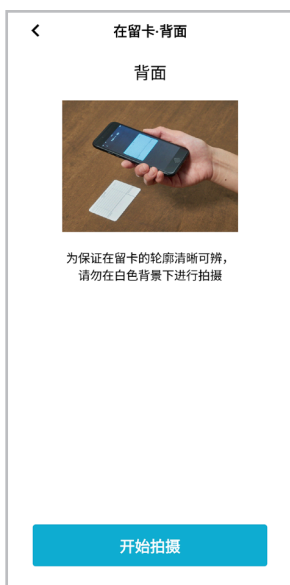 在留卡·背面
背面
为保证在留卡的轮廓清晰可辨，
请勿在白色背景下进行拍摄
开始拍摄